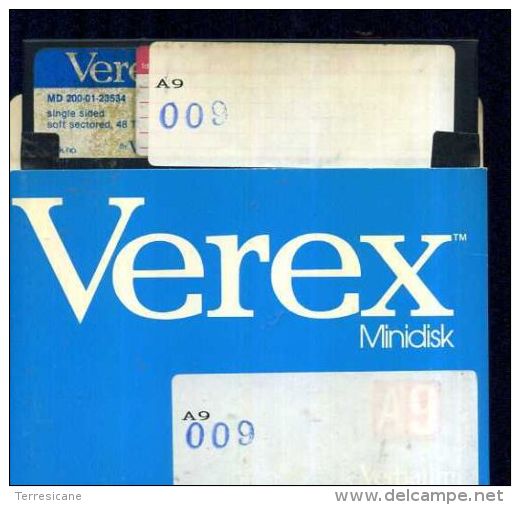 Vere
MD 200-01-23534
single sided
soft sectored, 48 T
A9
009
Verex™
Minidisk
A9
009
A9
Terresicane
delcampe.net